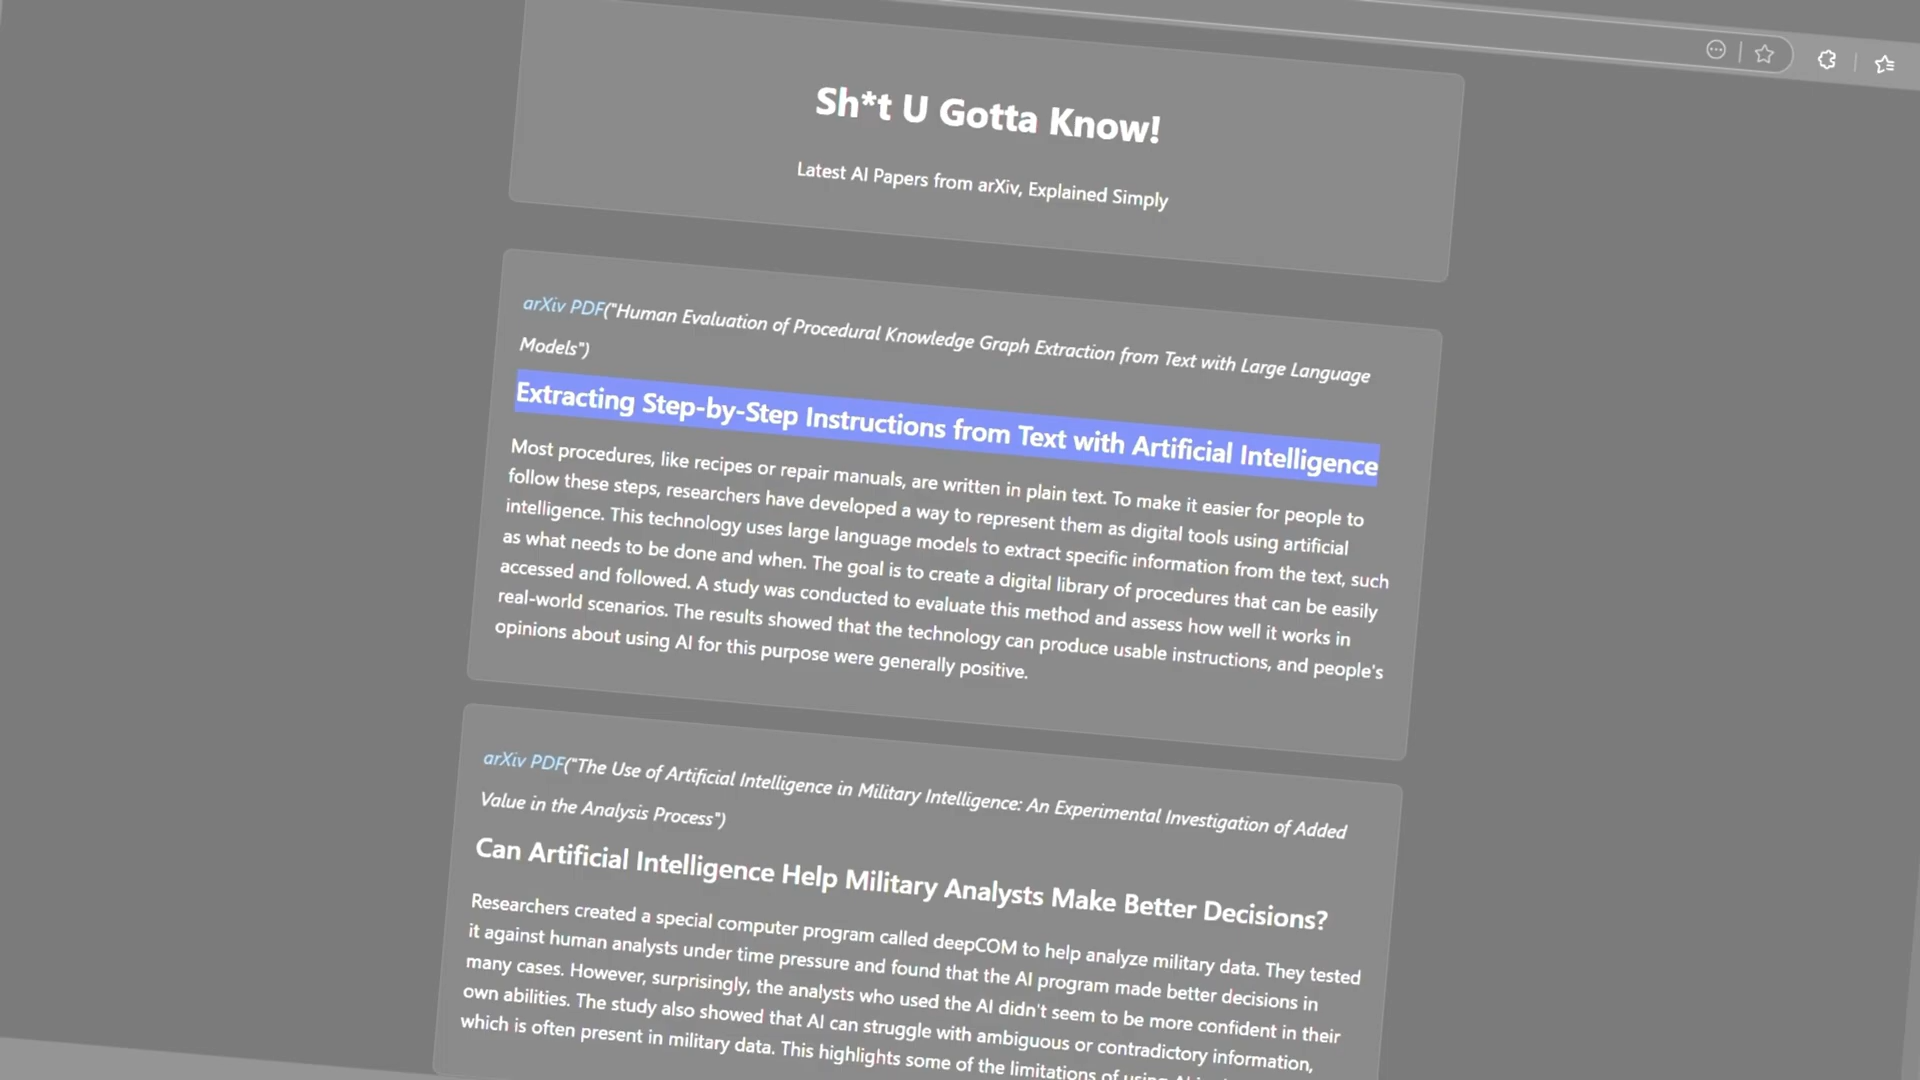 Sh*t U Gotta Know!
Latest AI Papers from arXiv, Explained Simply
arXiv PDF("Human Evaluation of Procedural Knowledge Graph Extraction from Text with Large Language
Models")
Extracting Step-by-Step Instructions from Text with Artificial Intelligence
Most procedures, like recipes or repair manuals, are written in plain text. To make it easier for people to
follow these steps, researchers have developed a way to represent them as digital tools using artificial
intelligence. This technology uses large language models to extract specific information from the text, such
as what needs to be done and when. The goal is to create a digital library of procedures that can be easily
accessed and followed. A study was conducted to evaluate this method and assess how well it works in
real-world scenarios. The results showed that the technology can produce usable instructions, and people's
opinions about using AI for this purpose were generally positive.
arXiv PDF("The Use of Artificial Intelligence in Military Intelligence: An Experimental Investigation of Added
Value in the Analysis Process")
Can Artificial Intelligence Help Military Analysts Make Better Decisions?
Researchers created a special computer program called deepCOM to help analyze military data. They tested
it against human analysts under time pressure and found that the AI program made better decisions in
many cases. However, surprisingly, the analysts who used the AI didn't seem to be more confident in their
own abilities. The study also showed that AI can struggle with ambiguous or contradictory information,
which is often present in military data. This highlights some of the limitations of using